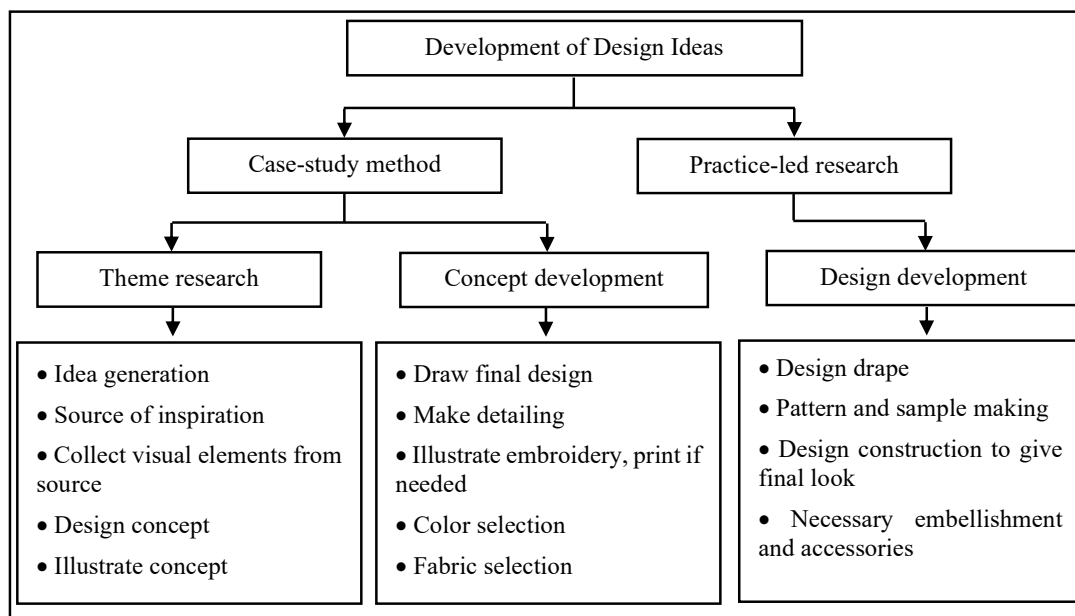 Development of Design Ideas
Case-study method
Practice-led research
Theme research
Concept development
Design development
• Idea generation
• Source of inspiration
• Collect visual elements from
source
• Design concept
• Illustrate concept
• Draw final design
• Make detailing
• Illustrate embroidery, print if
needed
• Color selection
• Fabric selection
• Design drape
• Pattern and sample making
• Design construction to give
final look
• Necessary embellishment
and accessories